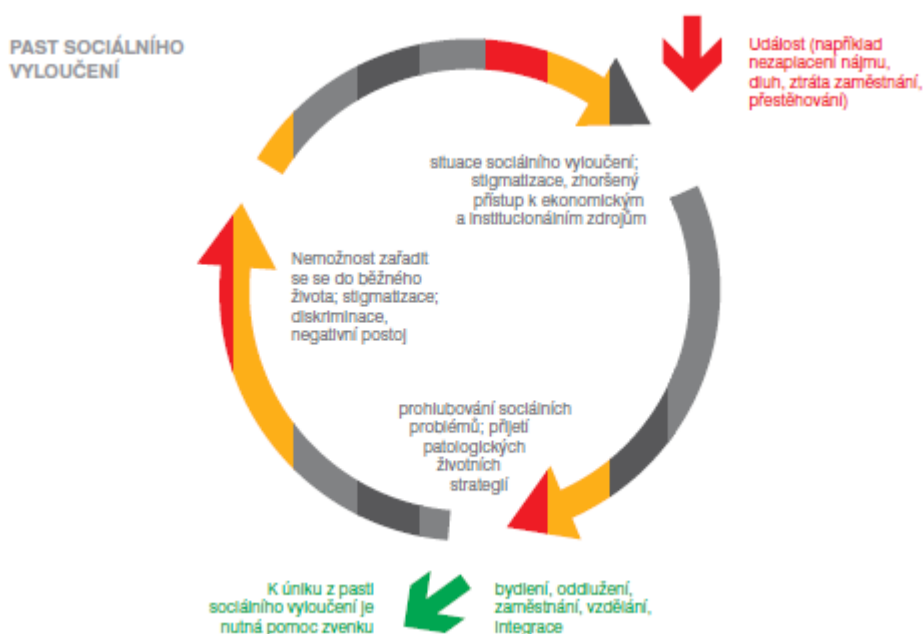 PAST SOCIÁLNÍHO
VYLOUČENÍ
Událost (například
nezaplacení nájmu,
dluh, ztráta zaměstnání,
přestěhování)
situace sociálního vyloučení;
stigmatizace, zhoršený
přístup k ekonomickým
a institucionálním zdrojům
Nemožnost zařadit
se se do běžného
života; stigmatizace;
diskriminace,
negativní postoj
prohlubování sociálních
problémů; přijetí
patologických
životních
strategií
K úniku z pasti
sociálního vyloučení je
nutná pomoc zvenku
bydlení, oddlužení,
zaměstnání, vzdělání,
integrace